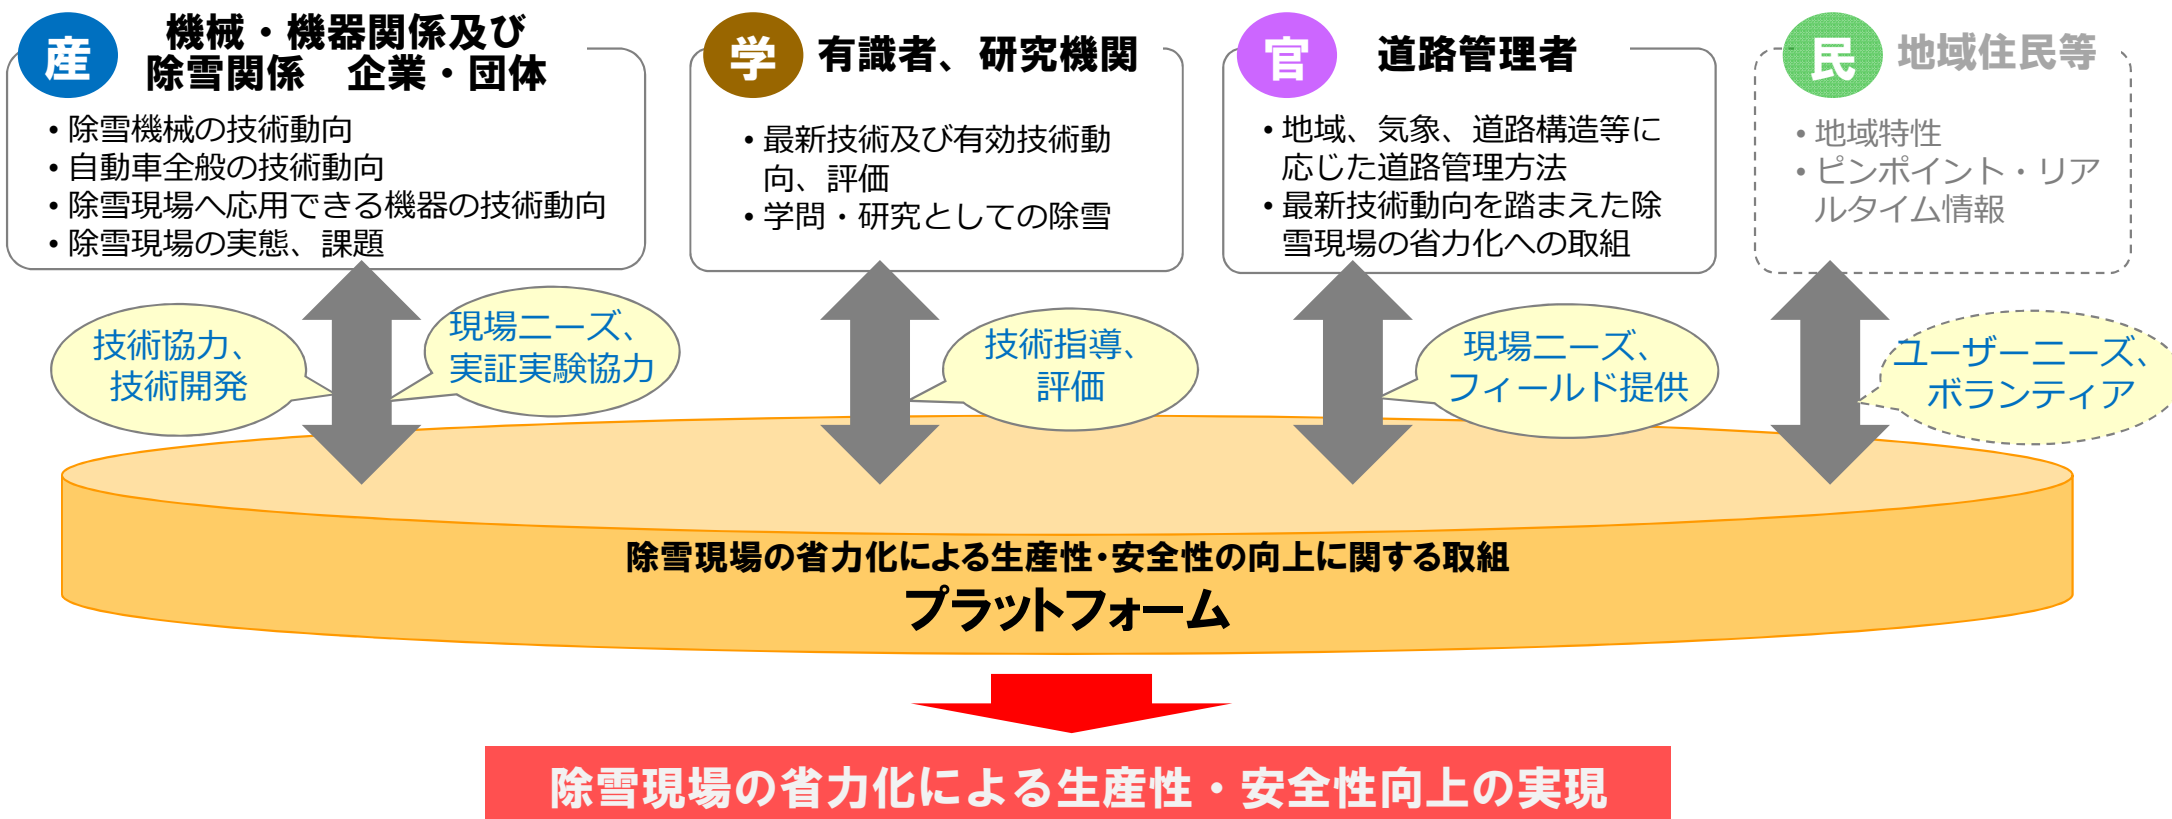 産
機械・機器関係及び
除雪関係　企業・団体
• 除雪機械の技術動向
• 自動車全般の技術動向
• 除雪現場へ応用できる機器の技術動向
• 除雪現場の実態、課題
学
有識者、研究機関
• 最新技術及び有効技術動
向、評価
• 学問・研究としての除雪
官
道路管理者
• 地域、気象、道路構造等に
応じた道路管理方法
• 最新技術動向を踏まえた除
雪現場の省力化への取組
民
地域住民等
• 地域特性
• ピンポイント・リア
ルタイム情報
技術協力、
技術開発
現場ニーズ、
実証実験協力
技術指導、
評価
現場ニーズ、
フィールド提供
ユーザーニーズ、
ボランティア
除雪現場の省力化による生産性・安全性の向上に関する取組
プラットフォーム
除雪現場の省力化による生産性・安全性向上の実現